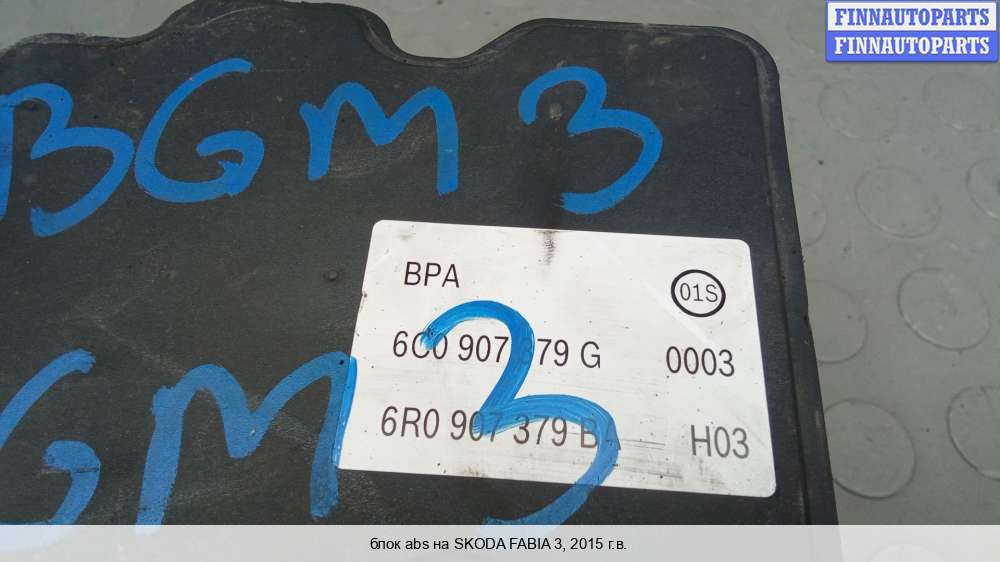 FINNAUTOPARTS
FINNAUTOPARTS
BGM3
BPA
01S
6C0 907 379 G 0003
6R0 907 379 H03
GM3
блок abs на SKODA FABIA 3, 2015 г.в.